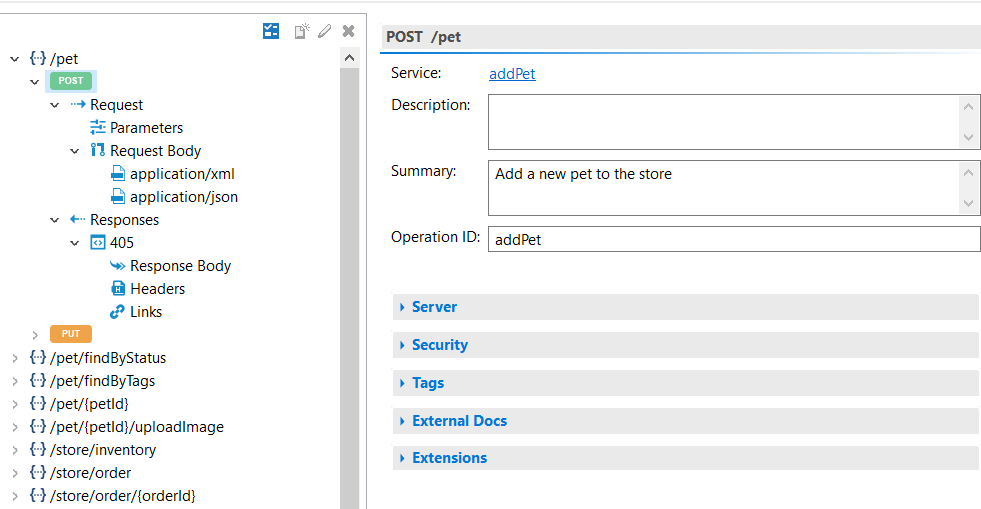 /pet
POST
Request
Parameters
Request Body
application/xml
application/json
Responses
405
Response Body
Headers
Links
PUT
/pet/findByStatus
/pet/findByTags
/pet/{petId}
/pet/{petId}/uploadImage
/store/inventory
/store/order
/store/order/{orderId}
POST /pet
Service: addPet
Description:
Summary: Add a new pet to the store
Operation ID: addPet
Server
Security
Tags
External Docs
Extensions